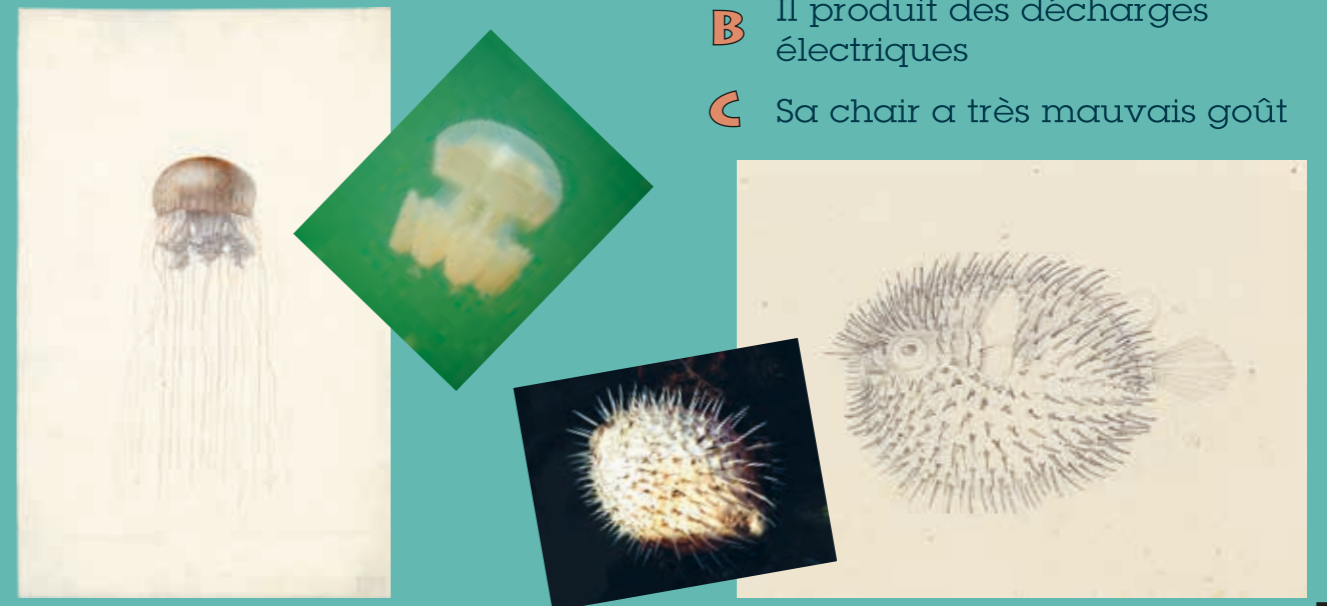 B Il produit des décharges
électriques
C Sa chair a très mauvais goût